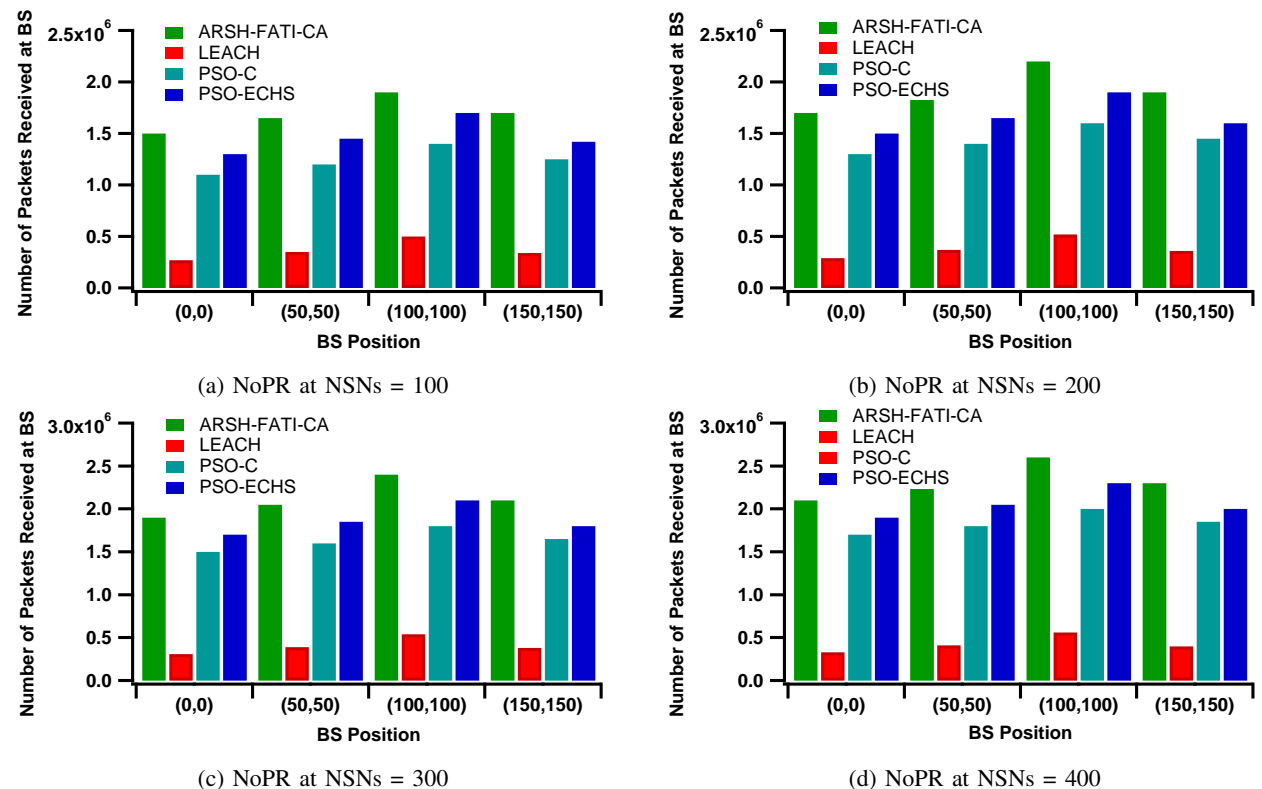 Number of Packets Received at BS
2.5x10⁶
2.0
1.5
1.0
0.5
0.0
ARSH-FATI-CA
LEACH
PSO-C
PSO-ECHS
(0,0) (50,50) (100,100) (150,150)
BS Position
(a) NoPR at NSNs = 100
Number of Packets Received at BS
2.5x10⁶
2.0
1.5
1.0
0.5
0.0
ARSH-FATI-CA
LEACH
PSO-C
PSO-ECHS
(0,0) (50,50) (100,100) (150,150)
BS Position
(b) NoPR at NSNs = 200
Number of Packets Received at BS
3.0x10⁶
2.5
2.0
1.5
1.0
0.5
0.0
ARSH-FATI-CA
LEACH
PSO-C
PSO-ECHS
(0,0) (50,50) (100,100) (150,150)
BS Position
(c) NoPR at NSNs = 300
Number of Packets Received at BS
3.0x10⁶
2.5
2.0
1.5
1.0
0.5
0.0
ARSH-FATI-CA
LEACH
PSO-C
PSO-ECHS
(0,0) (50,50) (100,100) (150,150)
BS Position
(d) NoPR at NSNs = 400